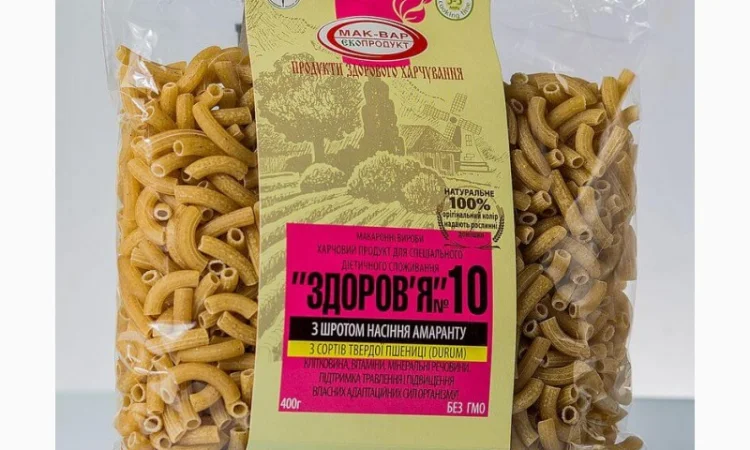 МАК-ВАР
ЕКОПРОДУКТ
ПРОДУКТИ ЗДОРОВОГО ХАРЧУВАННЯ
НАТУРАЛЬНЕ
100%
оригінальний колір
надають рослинні
МАКАРОННІ ВИРОБИ
ХАРЧОВИЙ ПРОДУКТ ДЛЯ СПЕЦІАЛЬНОГО
ДІЄТИЧНОГО СПОЖИВАННЯ
"ЗДОРОВ'Я"№10
З ШРОТОМ НАСІННЯ АМАРАНТУ
З СОРТІВ ТВЕРДОЇ ПШЕНИЦІ (DURUM)
КЛІТКОВИНА, ВІТАМІНИ, МІНЕРАЛЬНІ РЕЧОВИНИ.
ПІДТРИМКА ТРАВЛЕННЯ І ПІДВИЩЕННЯ
ВЛАСНИХ АДАПТАЦІЙНИХ СИЛ ОРГАНІЗМУ
400г
БЕЗ ГМО